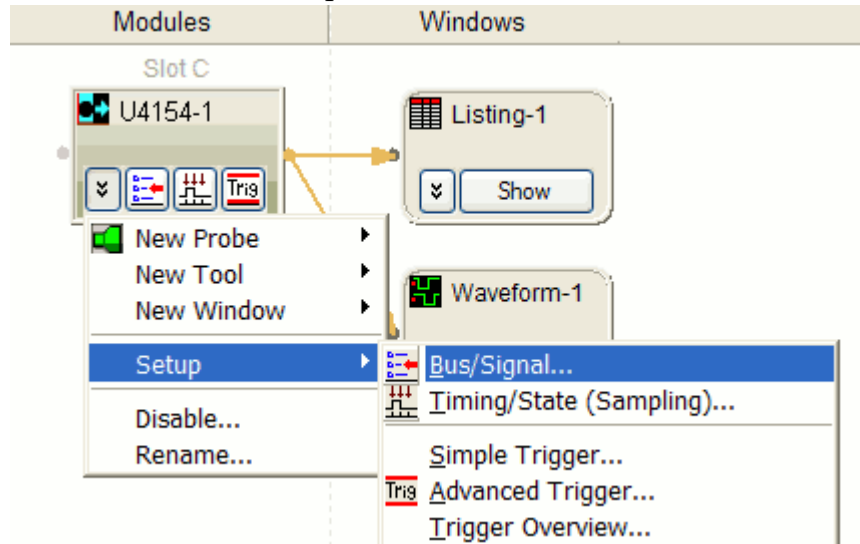 Modules Windows
Slot C
U4154-1
Listing-1
Trig
Show
New Probe
New Tool
New Window
Waveform-1
Setup
Bus/Signal...
Timing/State (Sampling)...
Disable...
Rename...
Simple Trigger...
Trig Advanced Trigger...
Trigger Overview...